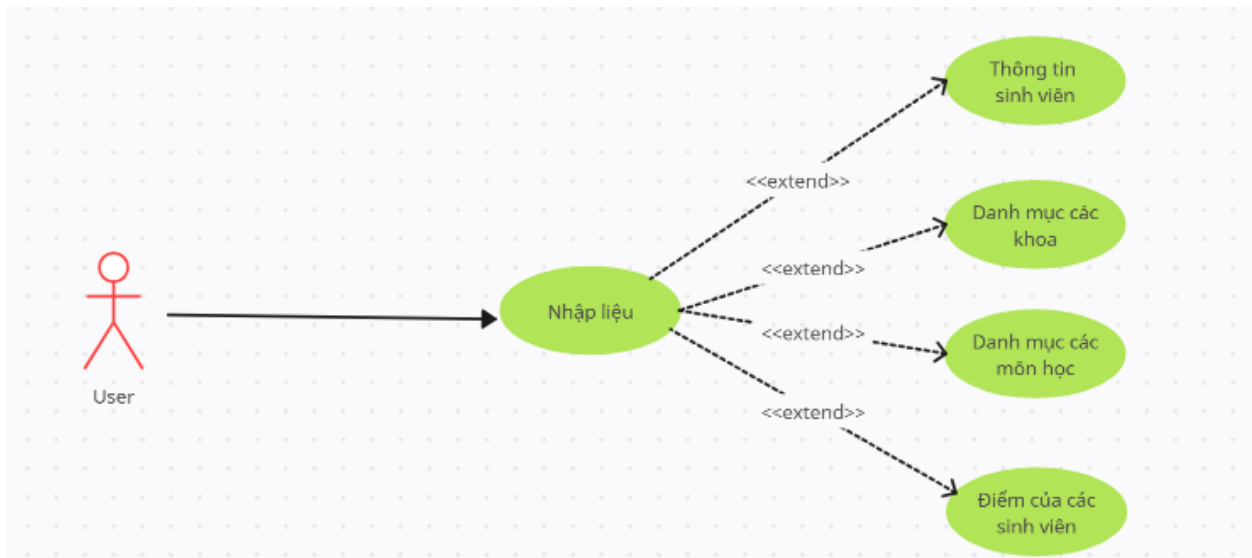 Thông tin
sinh viên
<<extend>>
Danh mục các
khoa
<<extend>>
Nhập liệu
<<extend>>
Danh mục các
môn học
User
<<extend>>
Điểm của các
sinh viên